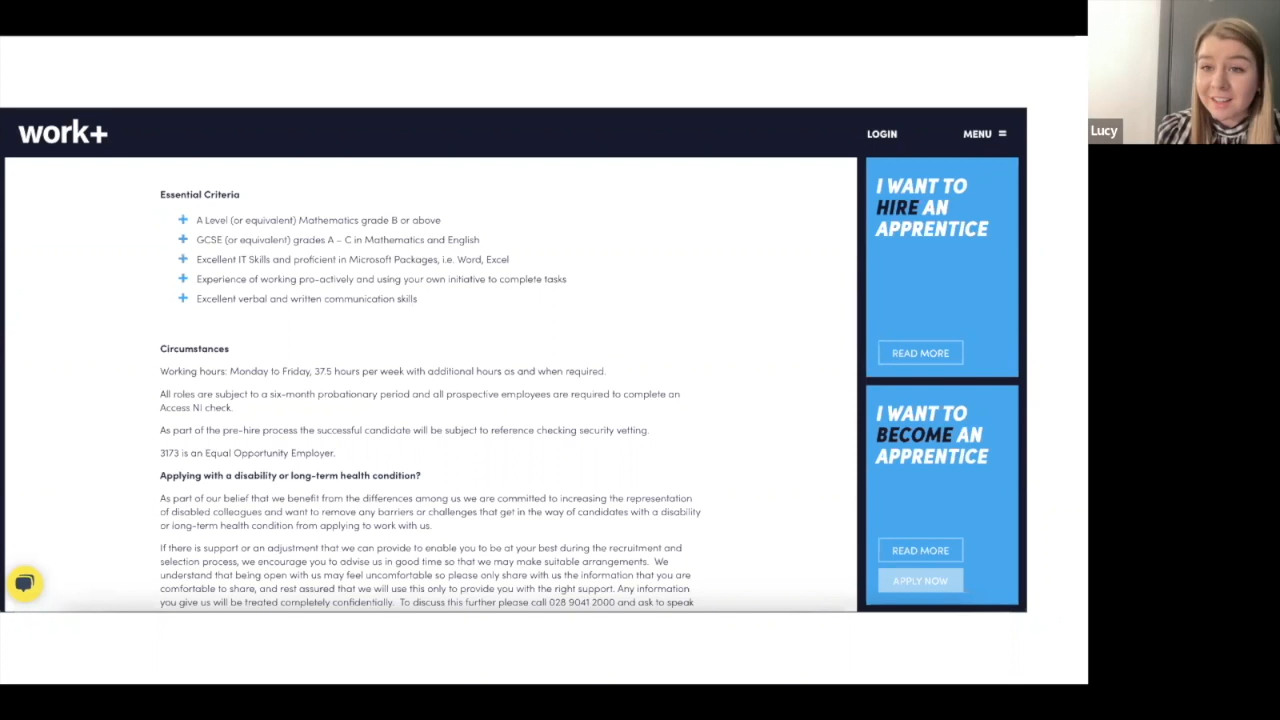 work+
LOGIN
MENU
Essential Criteria
A Level (or equivalent) Mathematics grade B or above
GCSE (or equivalent) grades A – C in Mathematics and English
Excellent IT Skills and proficient in Microsoft Packages, i.e. Word, Excel
Experience of working pro-actively and using your own initiative to complete tasks
Excellent verbal and written communication skills
Circumstances
Working hours: Monday to Friday, 37.5 hours per week with additional hours as and when required.
All roles are subject to a six-month probationary period and all prospective employees are required to complete an
Access NI check.
As part of the pre-hire process the successful candidate will be subject to reference checking security vetting.
3173 is an Equal Opportunity Employer.
Applying with a disability or long-term health condition?
As part of our belief that we benefit from the differences among us we are committed to increasing the representation
of disabled colleagues and want to remove any barriers or challenges that get in the way of candidates with a disability
or long-term health condition from applying to work with us.
If there is support or an adjustment that we can provide to enable you to be at your best during the recruitment and
selection process, we encourage you to advise us in good time so that we may make suitable arrangements. We
understand that being open with us may feel uncomfortable so please only share with us the information that you are
comfortable to share, and rest assured that we will use this only to provide you with the right support. Any information
you give us will be treated completely confidentially. To discuss this further please call 028 9041 2000 and ask to speak
I WANT TO
HIRE AN
APPRENTICE
READ MORE
I WANT TO
BECOME AN
APPRENTICE
READ MORE
APPLY NOW
Lucy